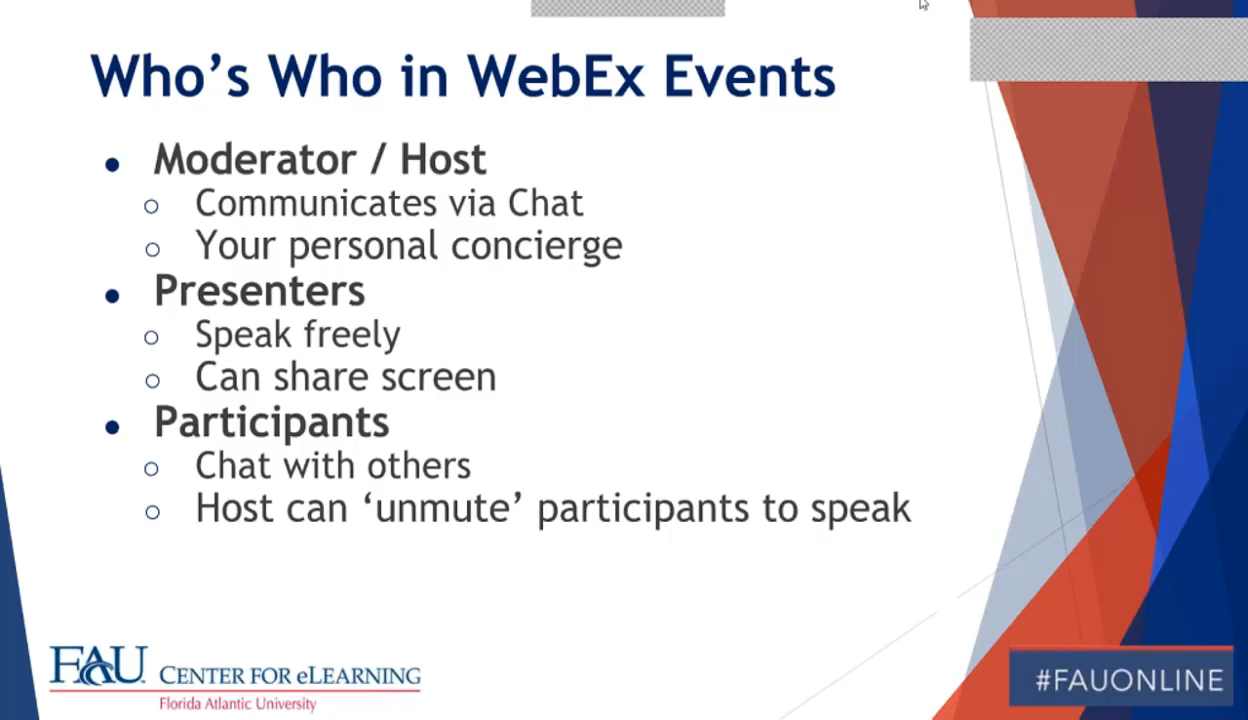 Who’s Who in WebEx Events
● Moderator / Host
○ Communicates via Chat
○ Your personal concierge
● Presenters
○ Speak freely
○ Can share screen
● Participants
○ Chat with others
○ Host can ‘unmute’ participants to speak
FAU CENTER FOR eLEARNING
Florida Atlantic University
#FAUONLINE